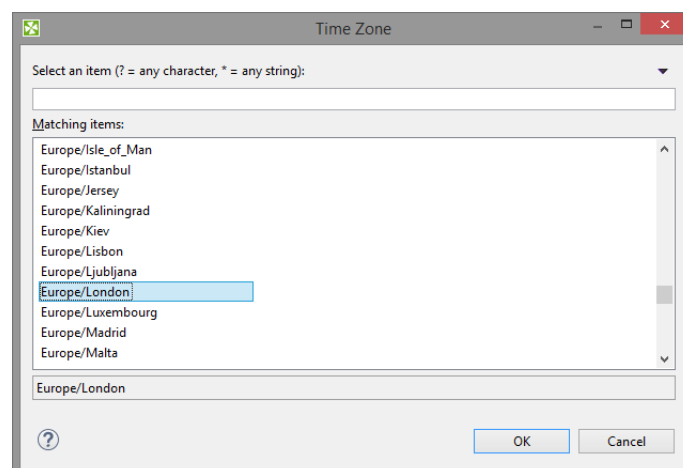 Time Zone
Select an item (? = any character, * = any string):
Matching items:
Europe/Isle_of_Man
Europe/Istanbul
Europe/Jersey
Europe/Kaliningrad
Europe/Kiev
Europe/Lisbon
Europe/Ljubljana
Europe/London
Europe/Luxembourg
Europe/Madrid
Europe/Malta
Europe/London
OK Cancel